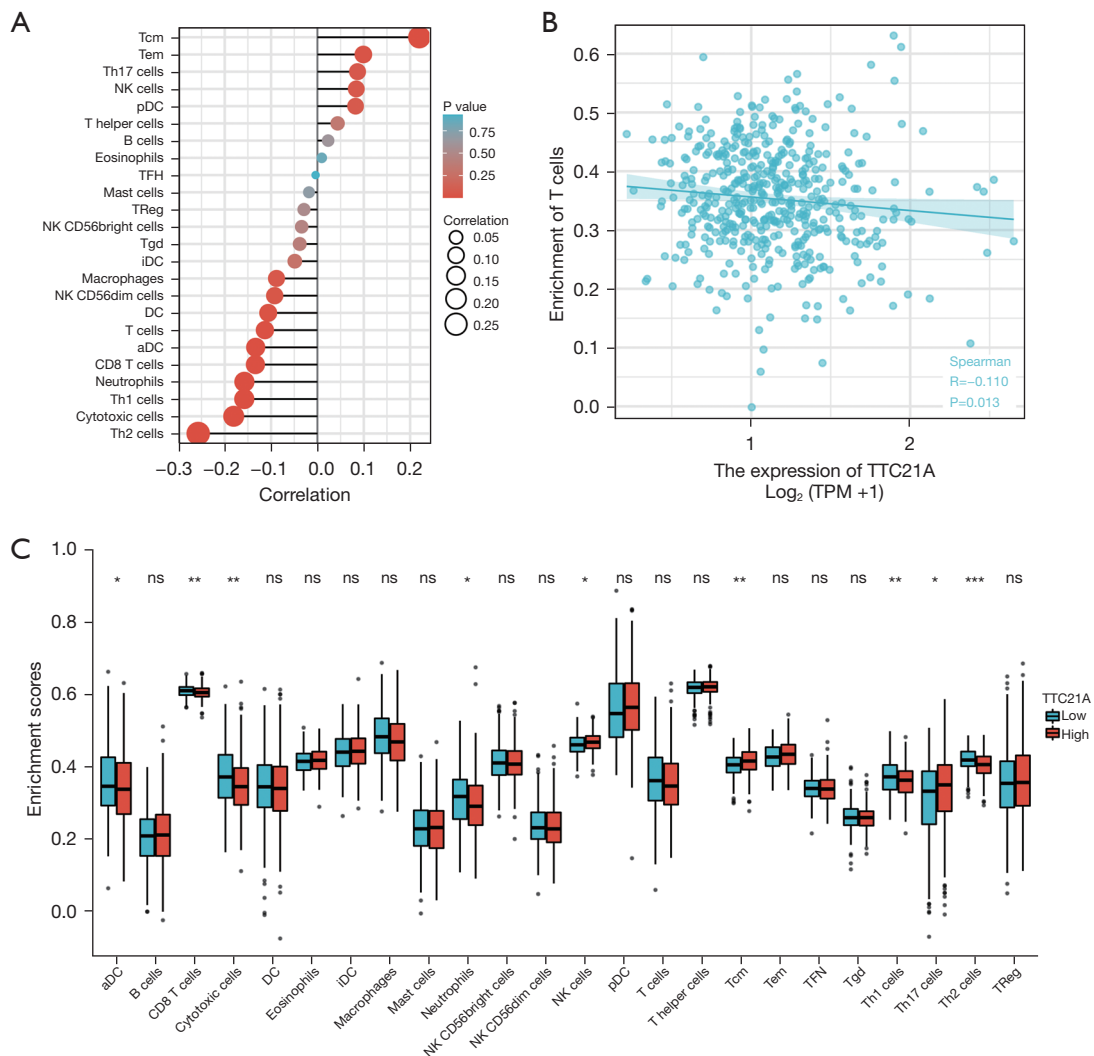 A
Tcm
Tem
Th17 cells
NK cells
pDC
T helper cells
B cells
Eosinophils
TFH
Mast cells
TReg
NK CD56bright cells
Tgd
iDC
Macrophages
NK CD56dim cells
DC
T cells
aDC
CD8 T cells
Neutrophils
Th1 cells
Cytotoxic cells
Th2 cells
−0.3 −0.2 −0.1 0.0 0.1 0.2
Correlation
P value
0.75
0.50
0.25
Correlation
0.05
0.10
0.15
0.20
0.25
B
Enrichment of T cells
0.6
0.5
0.4
0.3
0.2
0.1
0.0
Spearman
R=−0.110
P=0.013
1 2
The expression of TTC21A
Log₂ (TPM +1)
C
Enrichment scores
1.0
0.8
0.6
0.4
0.2
0.0
* ns ** ** ns ns ns ns ns * ns ns * ns ns ns ** ns ns ns ** * *** ns
TTC21A
Low
High
aDC
B cells
CD8 T cells
Cytotoxic cells
DC
Eosinophils
iDC
Macrophages
Mast cells
Neutrophils
NK CD56bright cells
NK CD56dim cells
NK cells
pDC
T cells
T helper cells
Tcm
Tem
TFN
Tgd
Th1 cells
Th17 cells
Th2 cells
TReg